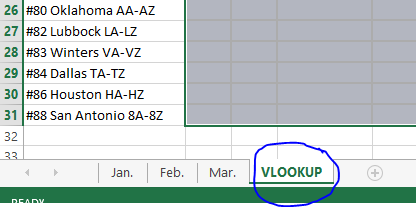 26 #80 Oklahoma AA-AZ
27 #82 Lubbock LA-LZ
28 #83 Winters VA-VZ
29 #84 Dallas TA-TZ
30 #86 Houston HA-HZ
31 #88 San Antonio 8A-8Z
32
33
Jan. Feb. Mar. VLOOKUP
READY